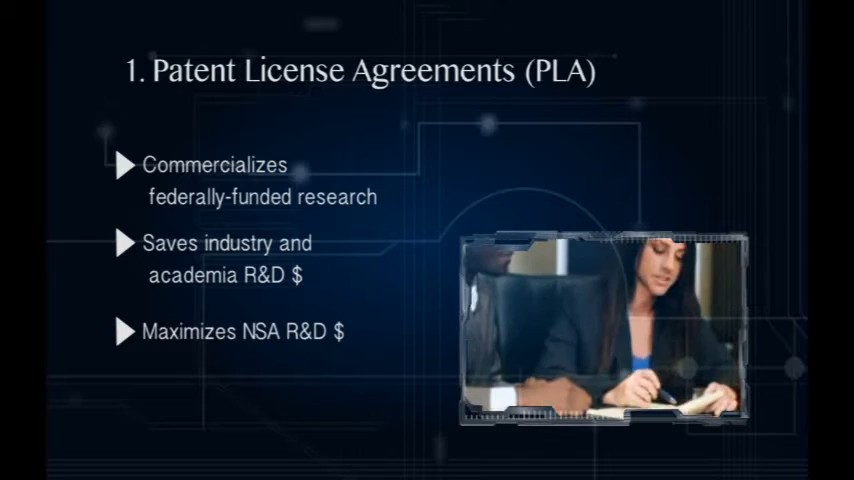 1. Patent License Agreements (PLA)
Commercializes
federally-funded research
Saves industry and
academia R&D $
Maximizes NSA R&D $